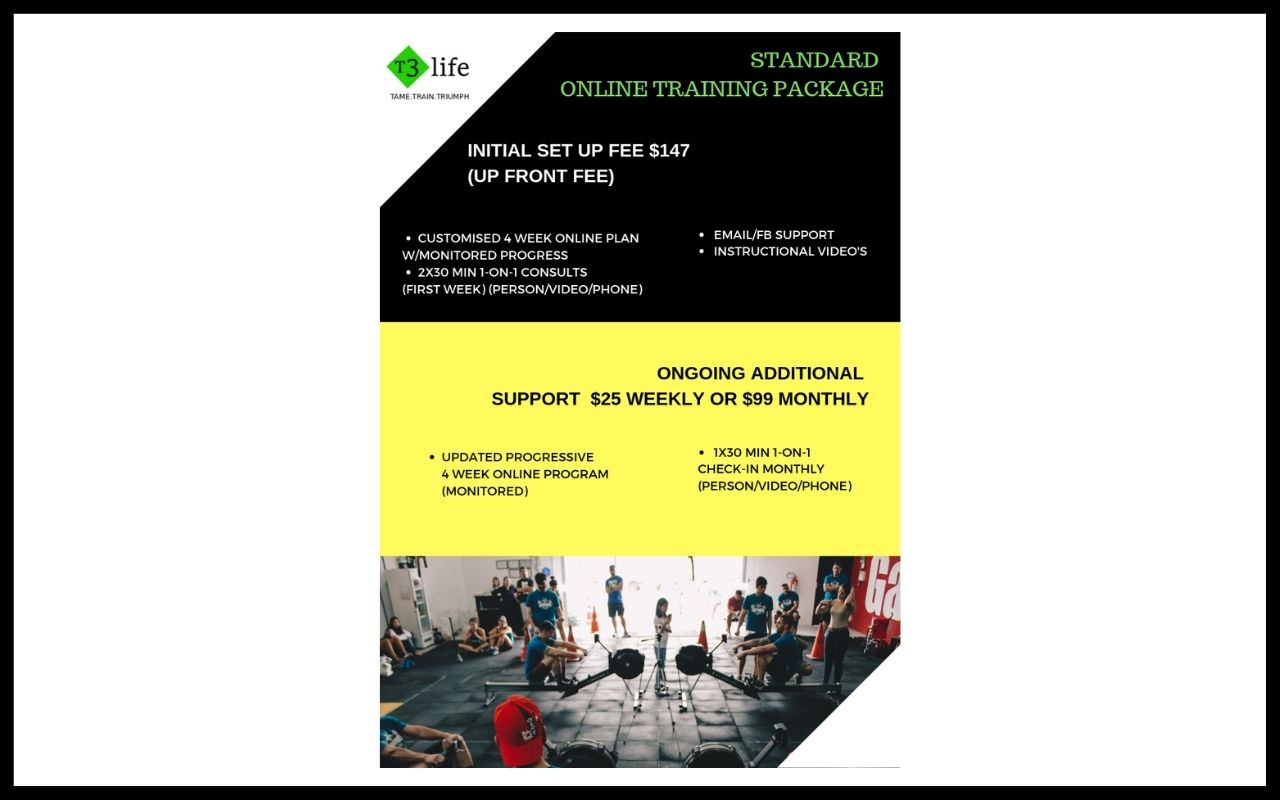 T3 life
TAME.TRAIN.TRIUMPH
STANDARD
ONLINE TRAINING PACKAGE
INITIAL SET UP FEE $147
(UP FRONT FEE)
• CUSTOMISED 4 WEEK ONLINE PLAN
W/MONITORED PROGRESS
• 2X30 MIN 1-ON-1 CONSULTS
(FIRST WEEK) (PERSON/VIDEO/PHONE)
• EMAIL/FB SUPPORT
• INSTRUCTIONAL VIDEO'S
ONGOING ADDITIONAL
SUPPORT $25 WEEKLY OR $99 MONTHLY
• UPDATED PROGRESSIVE
4 WEEK ONLINE PROGRAM
(MONITORED)
• 1X30 MIN 1-ON-1
CHECK-IN MONTHLY
(PERSON/VIDEO/PHONE)
Ga